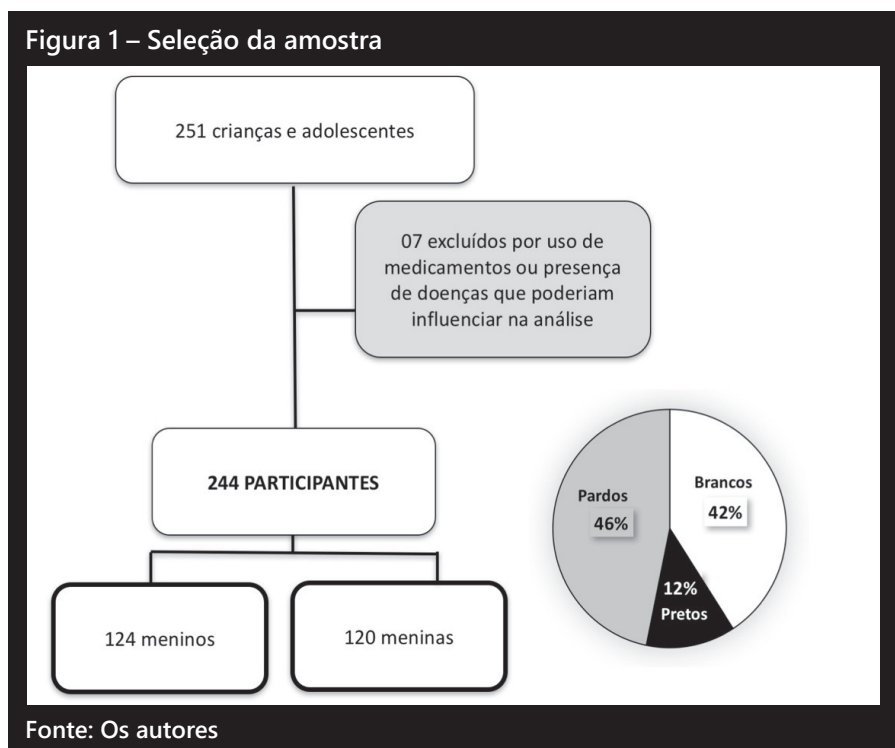 Figura 1 – Seleção da amostra
251 crianças e adolescentes
07 excluídos por uso de
medicamentos ou presença
de doenças que poderiam
influenciar na análise
244 PARTICIPANTES
124 meninos
120 meninas
Pardos
46%
Brancos
42%
12%
Pretos
Fonte: Os autores